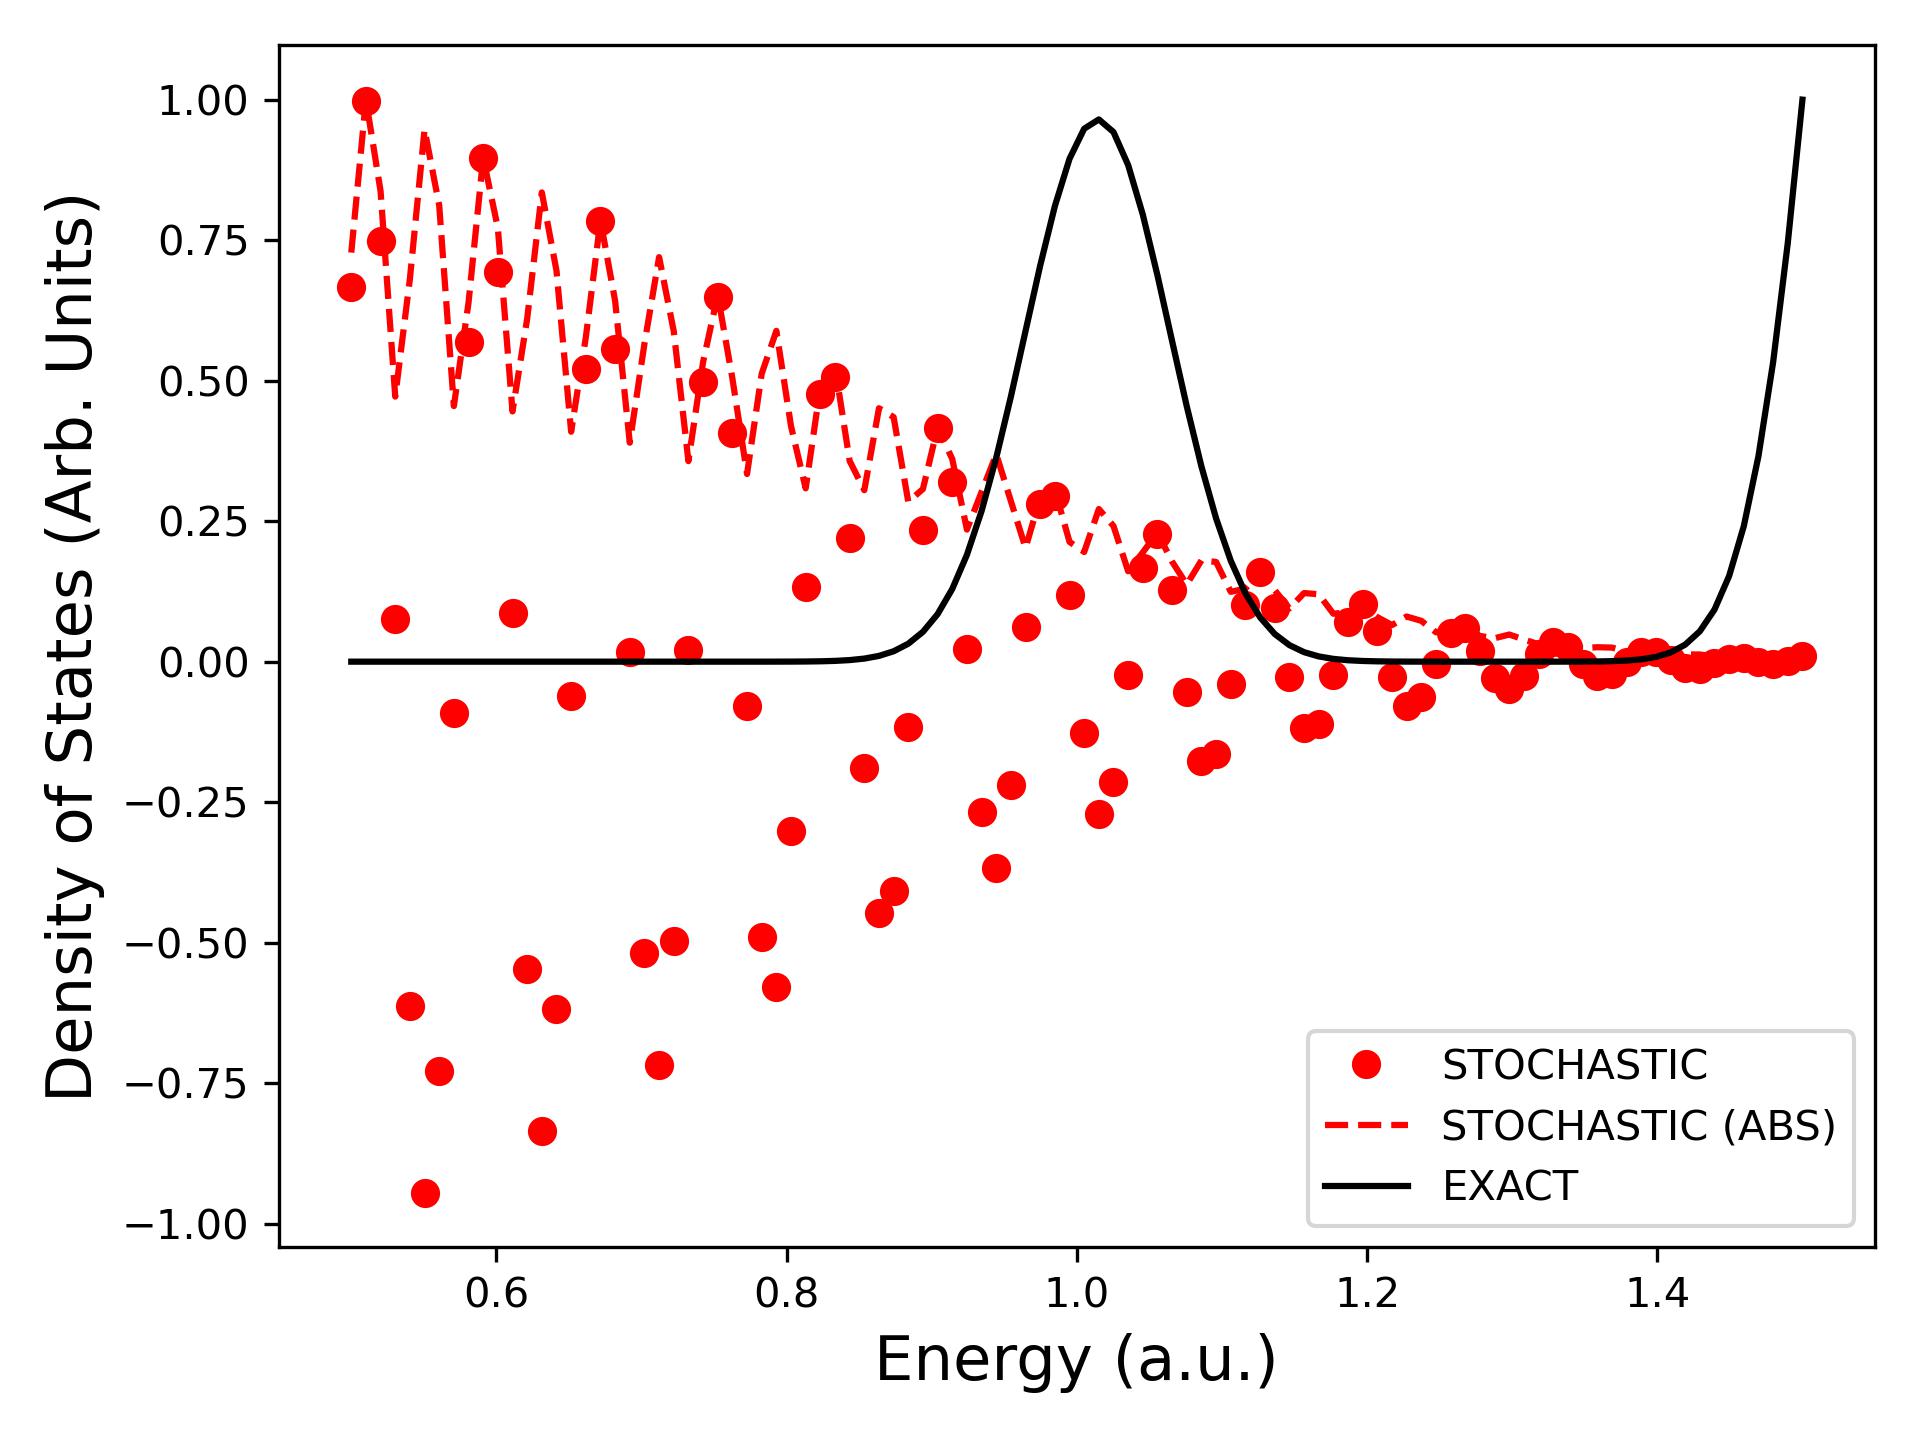 Density of States (Arb. Units)
1.00
0.75
0.50
0.25
0.00
−0.25
−0.50
−0.75
−1.00
STOCHASTIC
STOCHASTIC (ABS)
EXACT
0.6 0.8 1.0 1.2 1.4
Energy (a.u.)